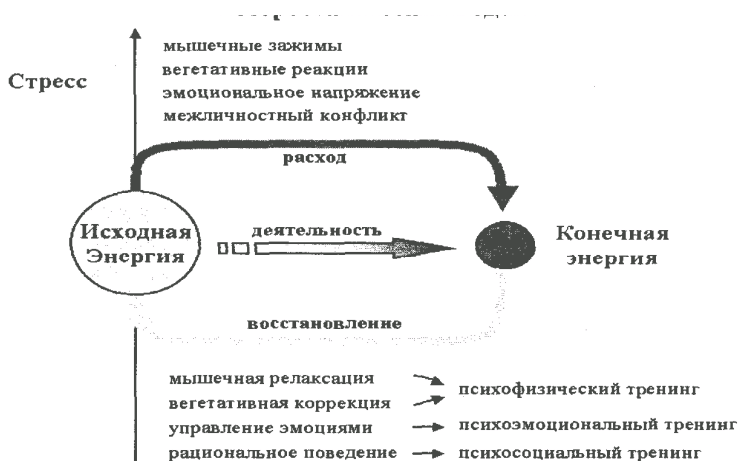 мышечные зажимы
Стресс
вегетативные реакции
эмоциональное напряжение
межличностный конфликт
расход
Исходная
Энергия
деятельность
Конечная
энергия
восстановление
мышечная релаксация
психофизический тренинг
вегетативная коррекция
управление эмоциями
психоэмоциональный тренинг
рациональное поведение
психосоциальный тренинг